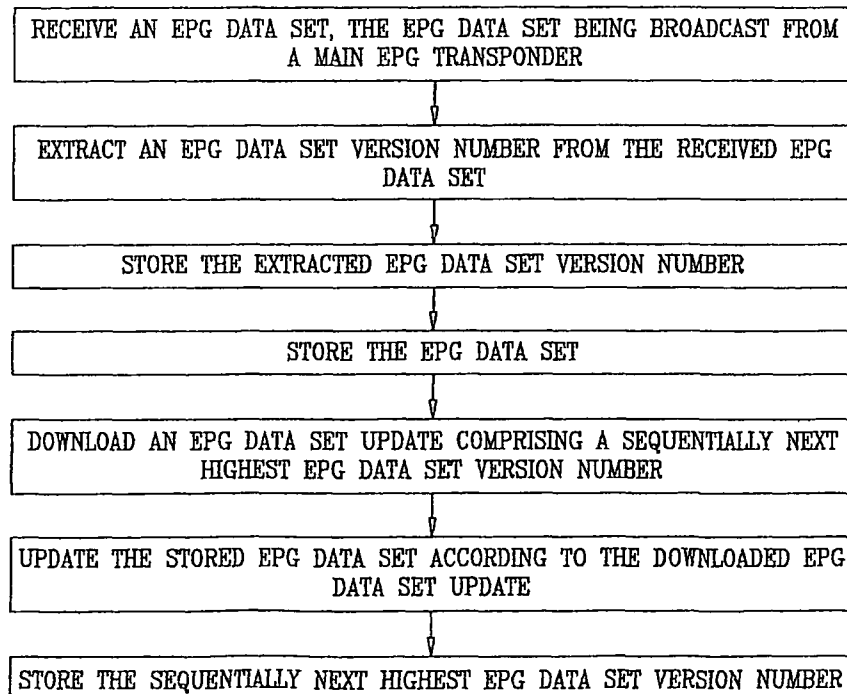 RECEIVE AN EPG DATA SET, THE EPG DATA SET BEING BROADCAST FROM
A MAIN EPG TRANSPONDER
EXTRACT AN EPG DATA SET VERSION NUMBER FROM THE RECEIVED EPG
DATA SET
STORE THE EXTRACTED EPG DATA SET VERSION NUMBER
STORE THE EPG DATA SET
DOWNLOAD AN EPG DATA SET UPDATE COMPRISING A SEQUENTIALLY NEXT
HIGHEST EPG DATA SET VERSION NUMBER
UPDATE THE STORED EPG DATA SET ACCORDING TO THE DOWNLOADED EPG
DATA SET UPDATE
STORE THE SEQUENTIALLY NEXT HIGHEST EPG DATA SET VERSION NUMBER